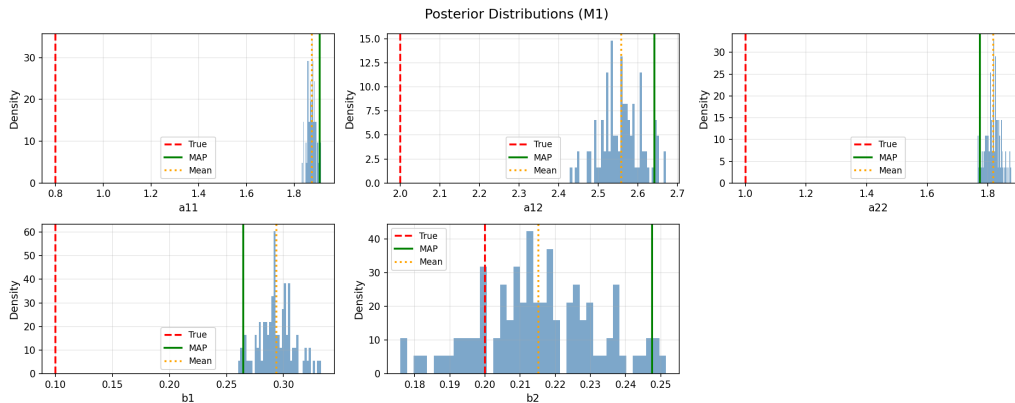 Posterior Distributions (M1)
Density
30
20
10
0
0.8 1.0 1.2 1.4 1.6 1.8
a11
True
MAP
Mean
Density
15.0
12.5
10.0
7.5
5.0
2.5
0.0
2.0 2.1 2.2 2.3 2.4 2.5 2.6 2.7
a12
True
MAP
Mean
Density
30
25
20
15
10
5
0
1.0 1.2 1.4 1.6 1.8
a22
True
MAP
Mean
Density
60
50
40
30
20
10
0
0.10 0.15 0.20 0.25 0.30
b1
True
MAP
Mean
Density
40
30
20
10
0
0.18 0.19 0.20 0.21 0.22 0.23 0.24 0.25
b2
True
MAP
Mean